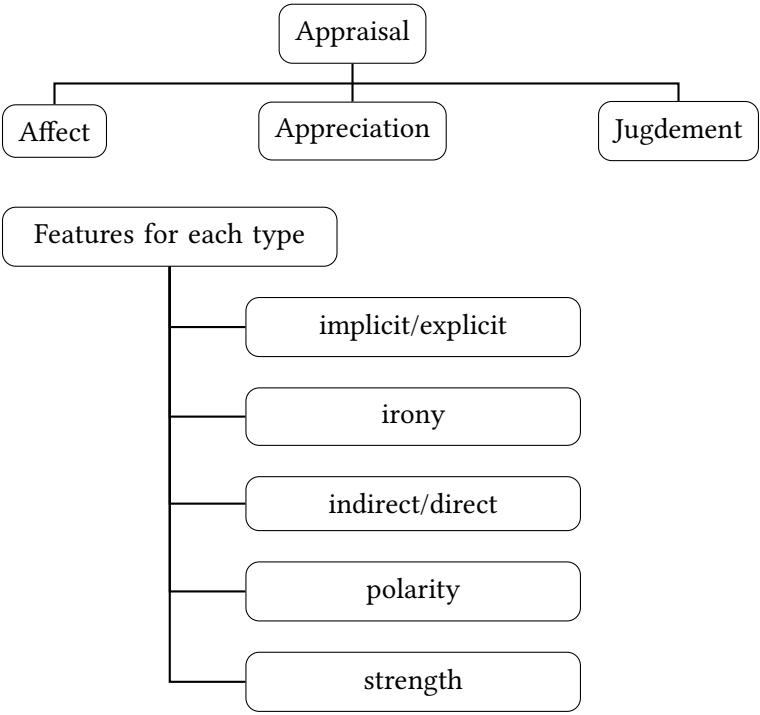 Appraisal
Affect
Appreciation
Jugdement
Features for each type
implicit/explicit
irony
indirect/direct
polarity
strength